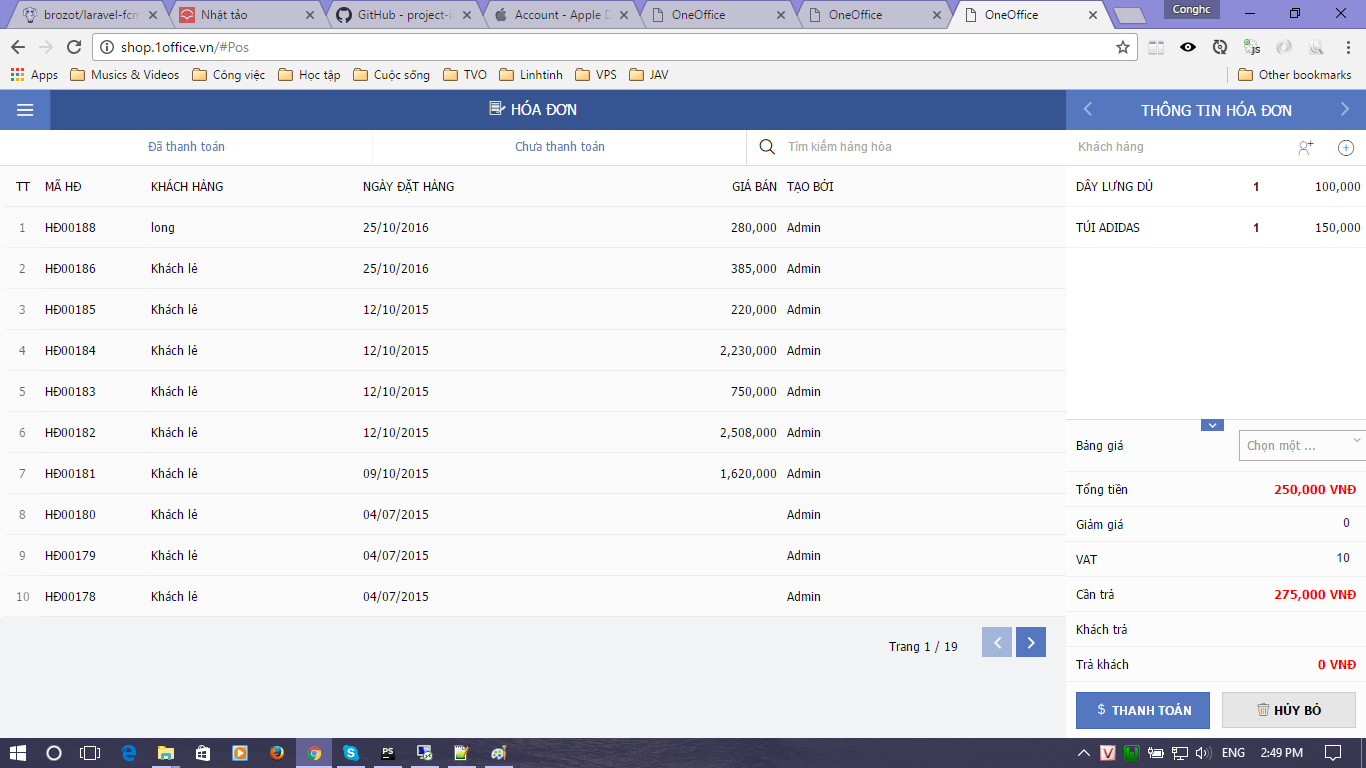 Conghc
brozot/laravel-fcm
Nhật tảo
GitHub - project-i
Account - Apple D
OneOffice
OneOffice
OneOffice
shop.1office.vn/#Pos
Apps Musics & Videos Công việc Học tập Cuộc sống TVO Linhtinh VPS JAV Other bookmarks
HÓA ĐƠN
THÔNG TIN HÓA ĐƠN
Đã thanh toán Chưa thanh toán Tìm kiếm hàng hóa Khách hàng
TT MÃ HĐ KHÁCH HÀNG NGÀY ĐẶT HÀNG GIÁ BÁN TẠO BỞI
1 HĐ00188 long 25/10/2016 280,000 Admin
2 HĐ00186 Khách lẻ 25/10/2016 385,000 Admin
3 HĐ00185 Khách lẻ 12/10/2015 220,000 Admin
4 HĐ00184 Khách lẻ 12/10/2015 2,230,000 Admin
5 HĐ00183 Khách lẻ 12/10/2015 750,000 Admin
6 HĐ00182 Khách lẻ 12/10/2015 2,508,000 Admin
7 HĐ00181 Khách lẻ 09/10/2015 1,620,000 Admin
8 HĐ00180 Khách lẻ 04/07/2015 Admin
9 HĐ00179 Khách lẻ 04/07/2015 Admin
10 HĐ00178 Khách lẻ 04/07/2015 Admin
Trang 1 / 19
DÂY LƯNG DÙ 1 100,000
TÚI ADIDAS 1 150,000
Bảng giá Chọn một ...
Tổng tiền 250,000 VNĐ
Giảm giá 0
VAT 10
Cần trả 275,000 VNĐ
Khách trả
Trả khách 0 VNĐ
$ THANH TOÁN HỦY BỎ
ENG 2:49 PM